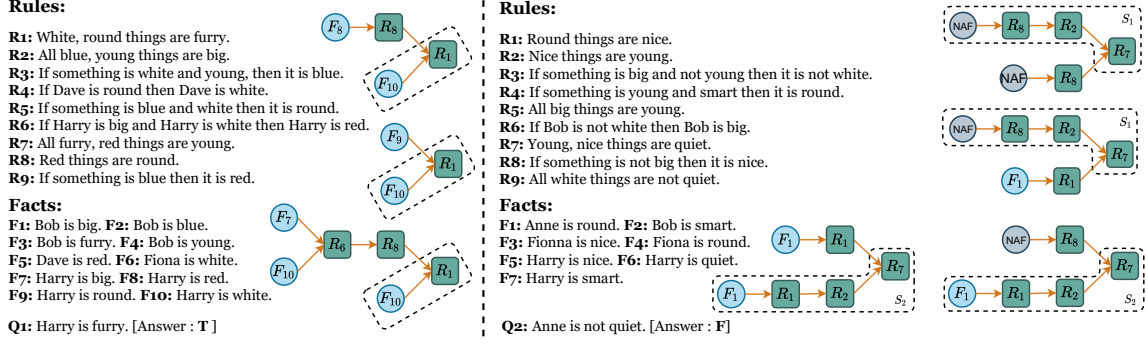 Rules:
R1: White, round things are furry.
R2: All blue, young things are big.
R3: If something is white and young, then it is blue.
R4: If Dave is round then Dave is white.
R5: If something is blue and white then it is round.
R6: If Harry is big and Harry is white then Harry is red.
R7: All furry, red things are young.
R8: Red things are round.
R9: If something is blue then it is red.
Facts:
F1: Bob is big. F2: Bob is blue.
F3: Bob is furry. F4: Bob is young.
F5: Dave is red. F6: Fiona is white.
F7: Harry is big. F8: Harry is red.
F9: Harry is round. F10: Harry is white.
Q1: Harry is furry. [Answer : T ]
F8 R8 R1
F10
F9 R1
F10
F7 R6 R8 R1
F10 F10
Rules:
R1: Round things are nice.
R2: Nice things are young.
R3: If something is big and not young then it is not white.
R4: If something is young and smart then it is round.
R5: All big things are young.
R6: If Bob is not white then Bob is big.
R7: Young, nice things are quiet.
R8: If something is not big then it is nice.
R9: All white things are not quiet.
Facts:
F1: Anne is round. F2: Bob is smart.
F3: Fionna is nice. F4: Fiona is round.
F5: Harry is nice. F6: Harry is quiet.
F7: Harry is smart.
Q2: Anne is not quiet. [Answer : F]
F1 R1 R7
F1 R1 R2 S2
NAF R8 R2 S1
R7
NAF R8
NAF R8 R2 S1
R7
F1 R1
NAF R8
R7
F1 R1 R2 S2